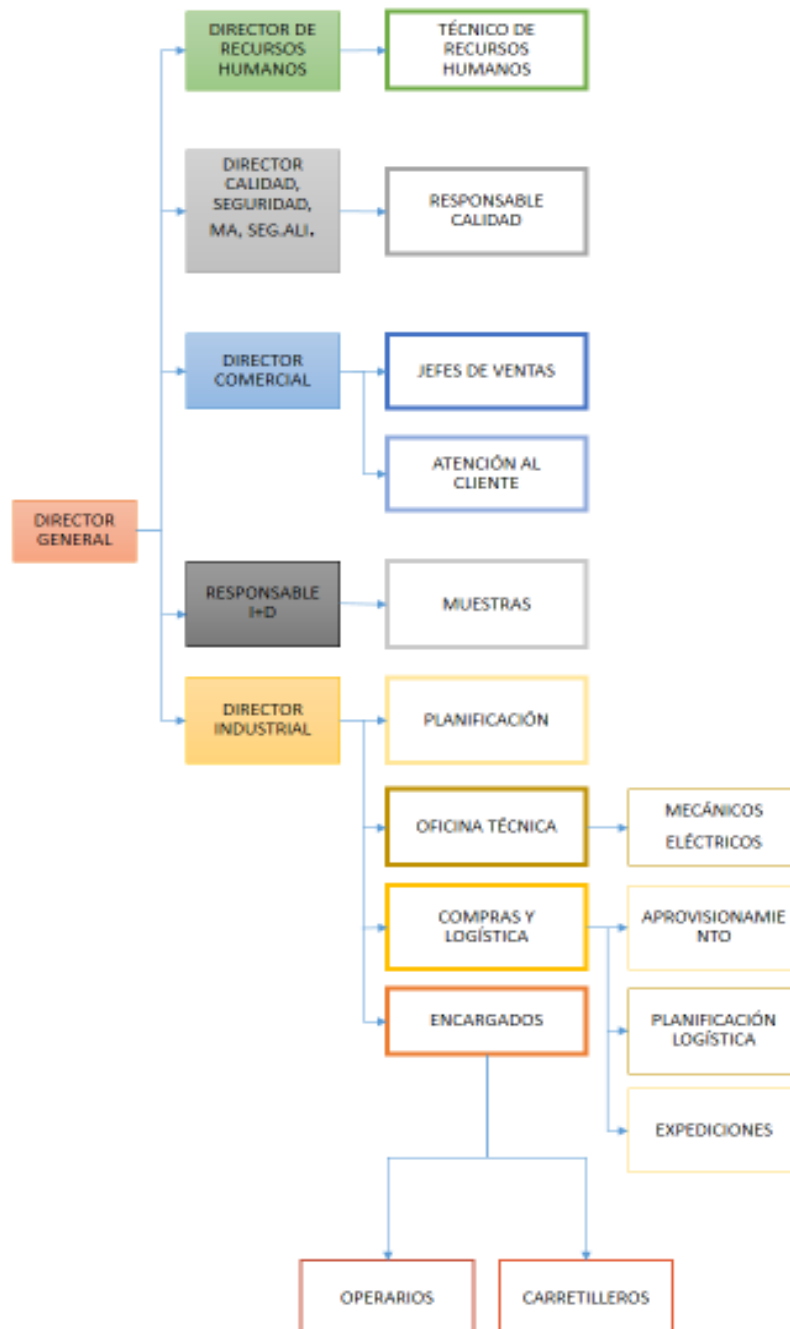 DIRECTOR DE
RECURSOS
HUMANOS
TÉCNICO DE
RECURSOS
HUMANOS
DIRECTOR
CALIDAD,
SEGURIDAD,
MA, SEG.ALI.
RESPONSABLE
CALIDAD
DIRECTOR
COMERCIAL
JEFES DE VENTAS
ATENCIÓN AL
CLIENTE
DIRECTOR
GENERAL
RESPONSABLE
I+D
MUESTRAS
DIRECTOR
INDUSTRIAL
PLANIFICACIÓN
OFICINA TÉCNICA
MECÁNICOS
ELÉCTRICOS
COMPRAS Y
LOGÍSTICA
APROVISIONAMIE
NTO
ENCARGADOS
PLANIFICACIÓN
LOGÍSTICA
EXPEDICIONES
OPERARIOS
CARRETILLEROS